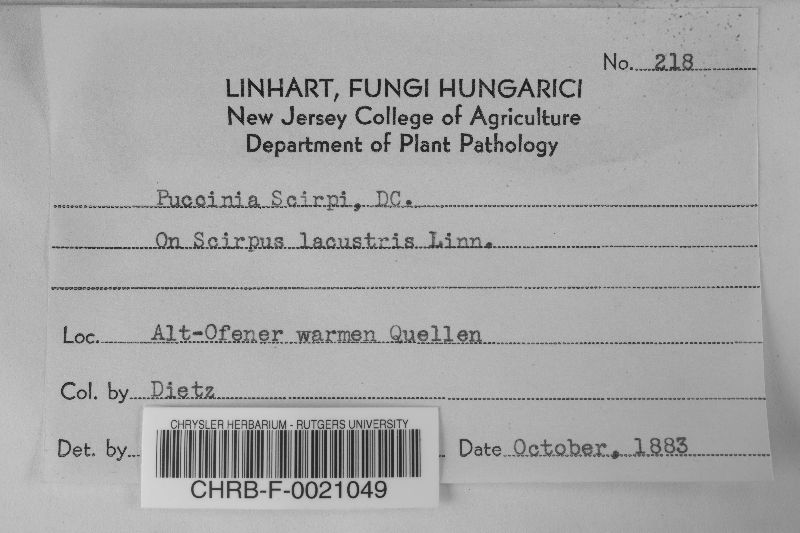 No. 218
LINHART, FUNGI HUNGARICI
New Jersey College of Agriculture
Department of Plant Pathology
Puccinia Scirpi, DC.
On Scirpus lacustris Linn.
Loc. Alt-Ofener warmen Quellen
Col. by Dietz
Det. by
Date October, 1883
CHRYSLER HERBARIUM - RUTGERS UNIVERSITY
CHRB-F-0021049